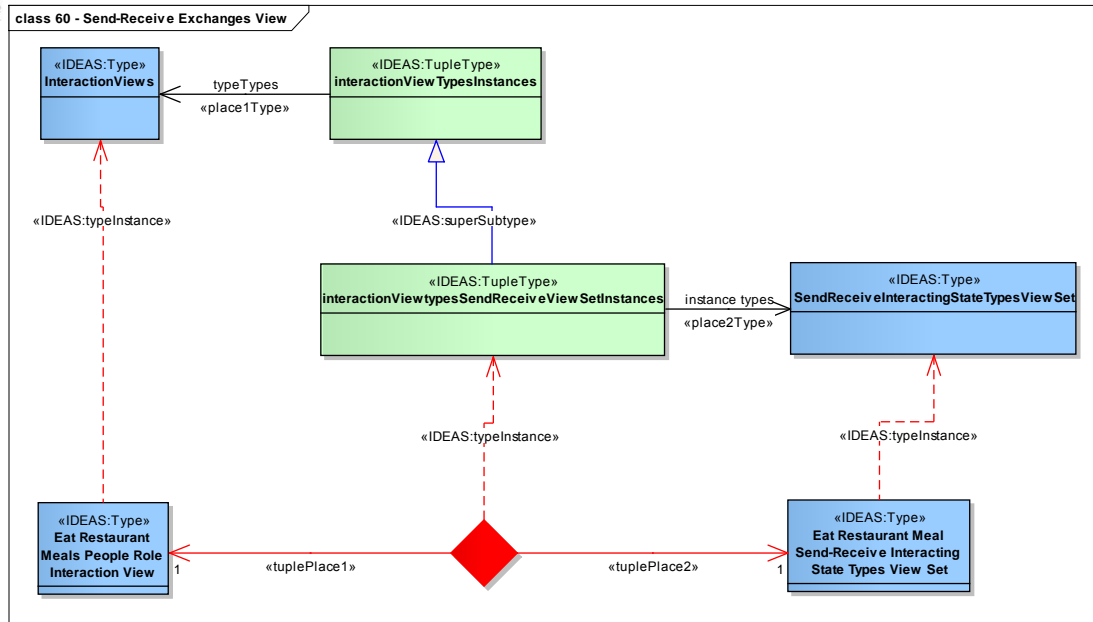 class 60 - Send-Receive Exchanges View
«IDEAS:Type»
InteractionViews
typeTypes
«place1Type»
«IDEAS:TupleType»
interactionViewTypesInstances
«IDEAS:typeInstance»
«IDEAS:superSubtype»
«IDEAS:TupleType»
interactionViewtypesSendReceiveViewSetInstances
instance types
«place2Type»
«IDEAS:Type»
SendReceiveInteractingStateTypesViewSet
«IDEAS:typeInstance»
«IDEAS:typeInstance»
«IDEAS:Type»
Eat Restaurant
Meals People Role
Interaction View
1
«tuplePlace1»
«tuplePlace2»
1
«IDEAS:Type»
Eat Restaurant Meal
Send-Receive Interacting
State Types View Set